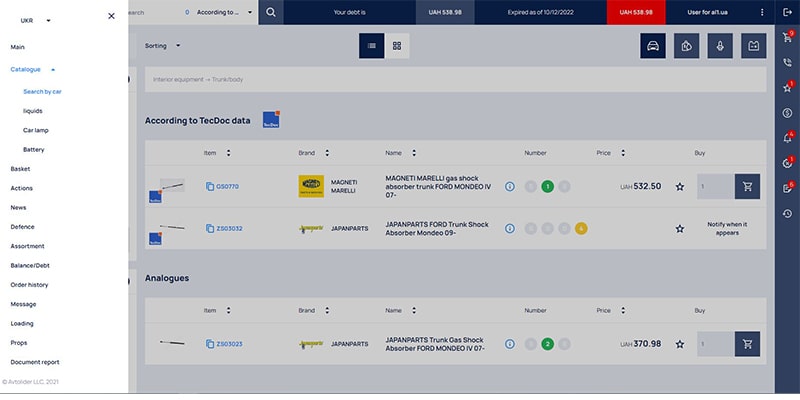 UKR
Search
0
According to ...
Your debt is
UAH 538.98
Expired as of 10/12/2022
UAH 538.98
User for all1.ua
9
Main
Catalogue
Search by car
liquids
Car lamp
Battery
Basket
Actions
News
Defence
Assortment
Balance/Debt
Order history
Message
Loading
Props
Document report
© Avtolider LLC, 2021
Sorting
Interior equipment → Trunk/body
According to TecDoc data
TecDoc
Item
Brand
Name
Number
Price
Buy
TecDoc
GS0770
MAGNETI
MARELLI
MAGNETI MARELLI gas shock
absorber trunk FORD MONDEO IV
07-
1
UAH 532.50
1
TecDoc
ZS03032
JAPANPARTS
JAPANPARTS
JAPANPARTS FORD Trunk Shock
Absorber Mondeo 09-
Notify when it
appears
Analogues
Item
Brand
Name
Number
Price
Buy
ZS03023
JAPANPARTS
JAPANPARTS
JAPANPARTS Trunk Gas Shock
Absorber FORD MONDEO IV 07-
2
UAH 370.98
1
1
4
1
6